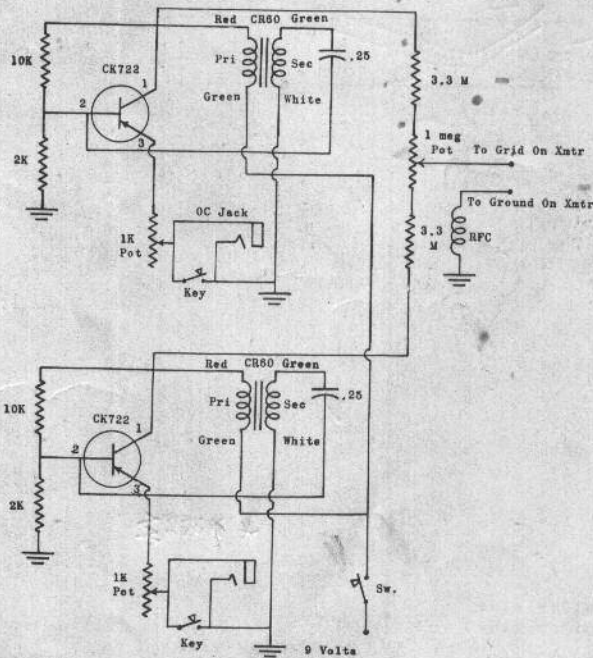 Red CR60 Green
10K
CK722
1
Pri
Sec
.25
Green
White
2
3
2K
3.3 M
1 meg
Pot
To Grid On Xmtr
To Ground On Xmtr
3.3
M
RFC
OC Jack
1K
Pot
Key
Red CR60 Green
10K
CK722
1
Pri
Sec
.25
Green
White
2
3
2K
1K
Pot
Key
Sw.
9 Volts